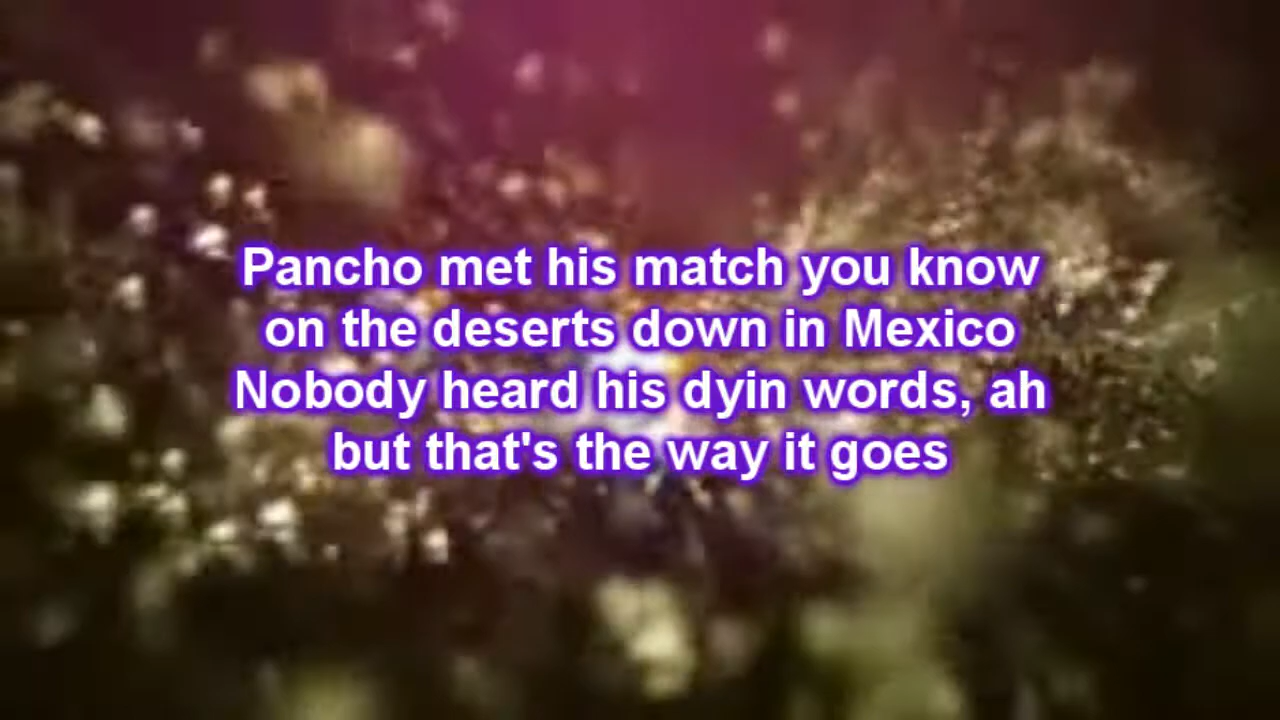 Pancho met his match you know
on the deserts down in Mexico
Nobody heard his dyin words, ah
but that's the way it goes